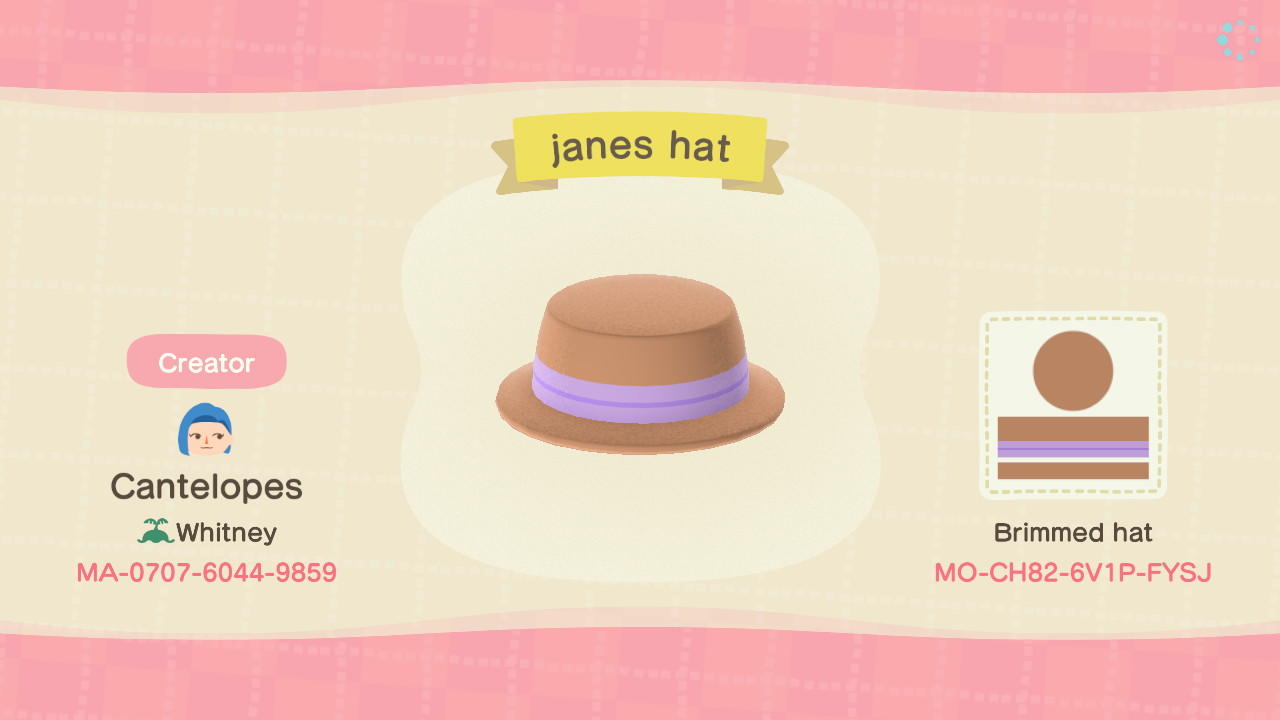 janes hat
Creator
Cantelopes
Whitney
MA-0707-6044-9859
Brimmed hat
MO-CH82-6V1P-FYSJ